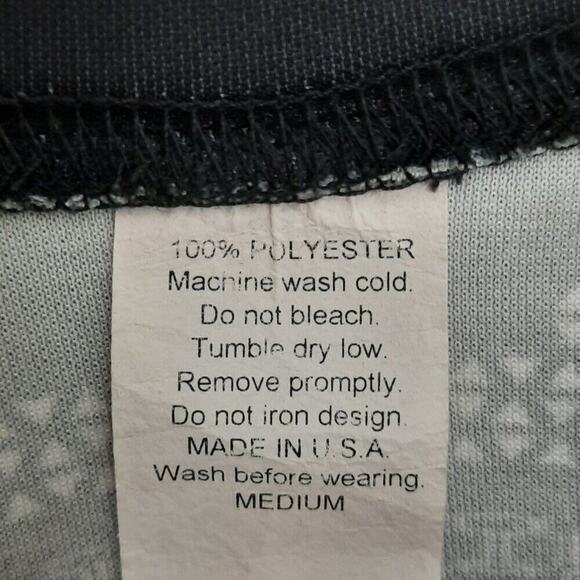 100% POLYESTER
Machine wash cold.
Do not bleach.
Tumble dry low.
Remove promptly.
Do not iron design.
MADE IN U.S.A.
Wash before wearing.
MEDIUM